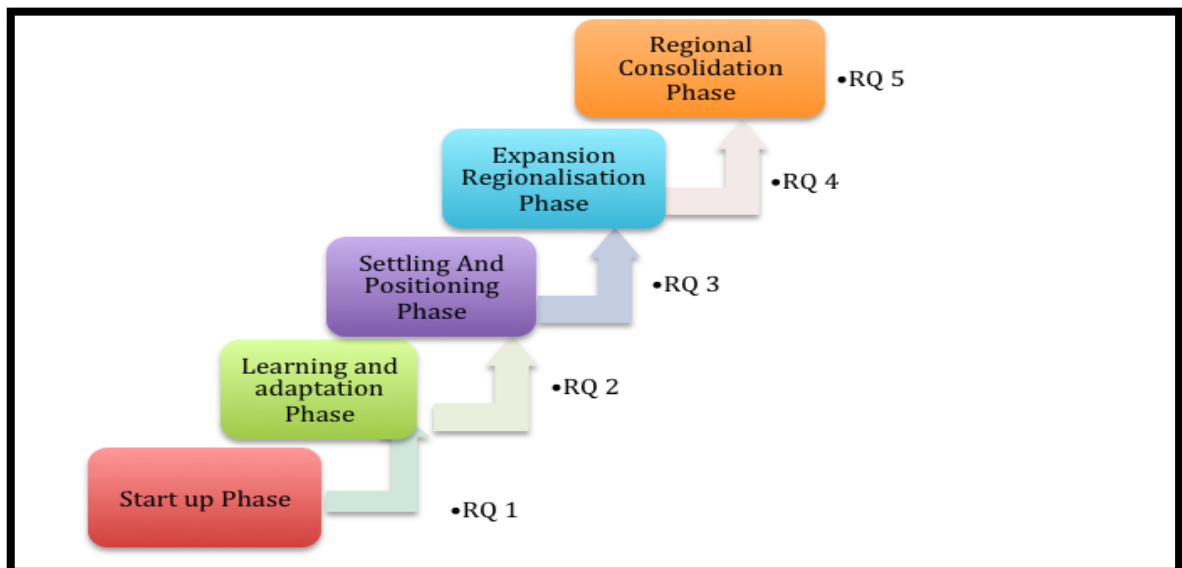 Regional
Consolidation
Phase
•RQ 5
Expansion
Regionalisation
Phase
•RQ 4
Settling And
Positioning
Phase
•RQ 3
Learning and
adaptation
Phase
•RQ 2
Start up Phase
•RQ 1